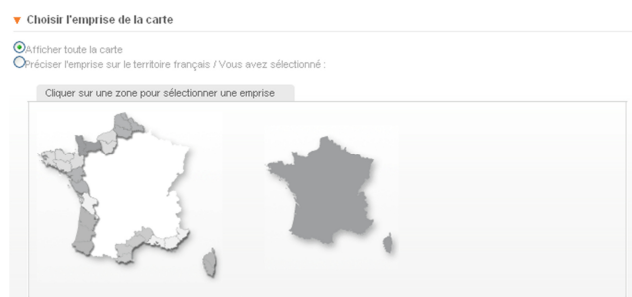 Choisir l'emprise de la carte
Afficher toute la carte
Préciser l'emprise sur le territoire français / Vous avez sélectionné :
Cliquer sur une zone pour sélectionner une emprise